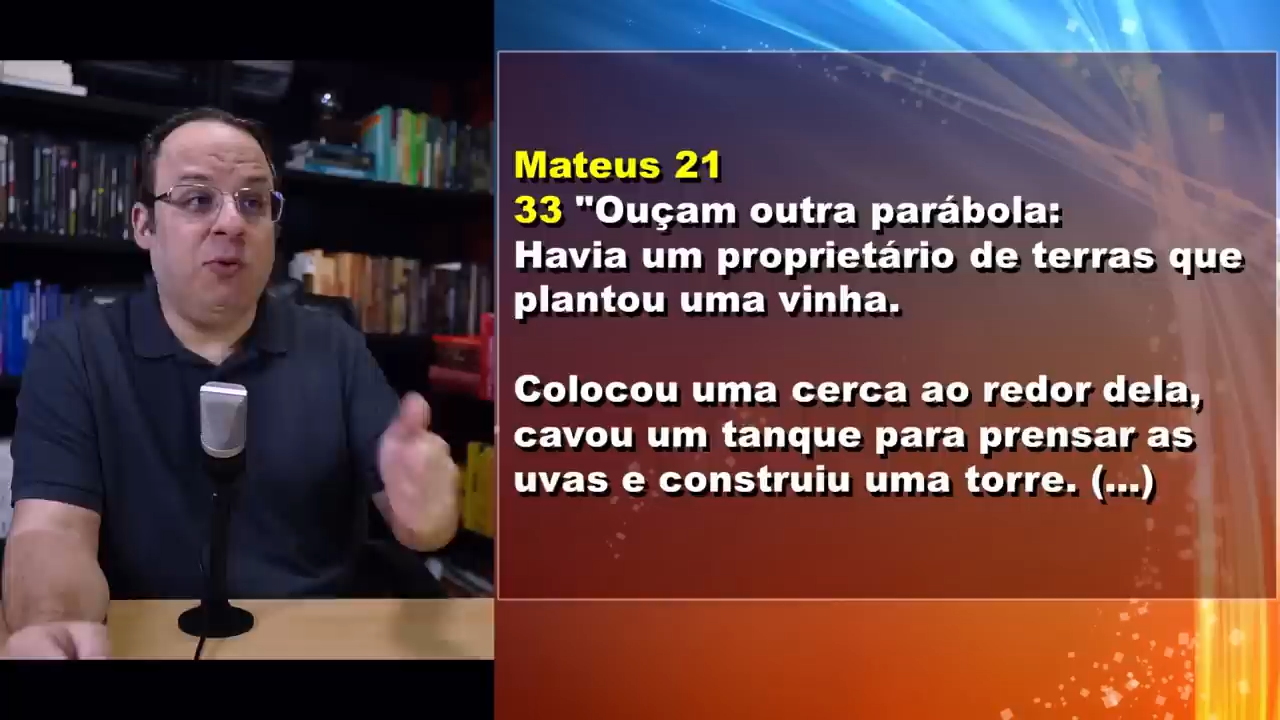 Mateus 21
33 "Ouçam outra parábola:
Havia um proprietário de terras que
plantou uma vinha.
Colocou uma cerca ao redor dela,
cavou um tanque para prensar as
uvas e construiu uma torre. (...)